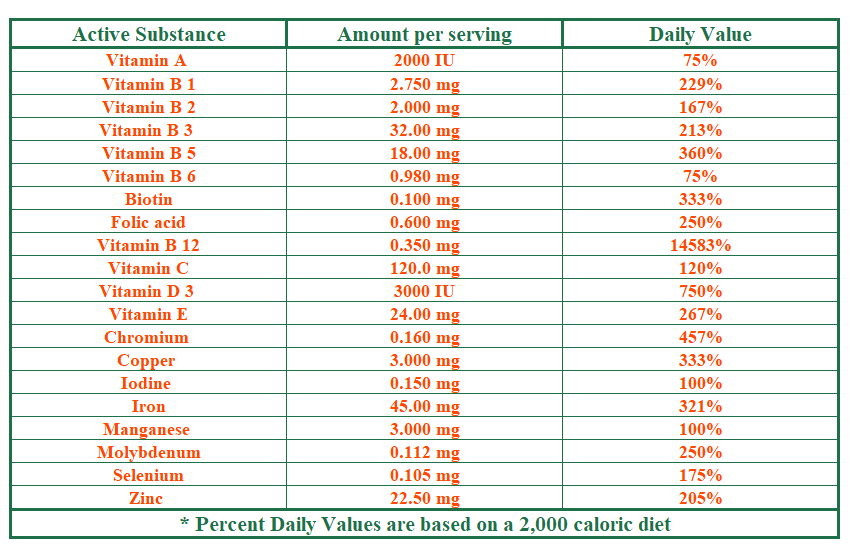 Active Substance Amount per serving Daily Value
Vitamin A 2000 IU 75%
Vitamin B 1 2.750 mg 229%
Vitamin B 2 2.000 mg 167%
Vitamin B 3 32.00 mg 213%
Vitamin B 5 18.00 mg 360%
Vitamin B 6 0.980 mg 75%
Biotin 0.100 mg 333%
Folic acid 0.600 mg 250%
Vitamin B 12 0.350 mg 14583%
Vitamin C 120.0 mg 120%
Vitamin D 3 3000 IU 750%
Vitamin E 24.00 mg 267%
Chromium 0.160 mg 457%
Copper 3.000 mg 333%
Iodine 0.150 mg 100%
Iron 45.00 mg 321%
Manganese 3.000 mg 100%
Molybdenum 0.112 mg 250%
Selenium 0.105 mg 175%
Zinc 22.50 mg 205%
* Percent Daily Values are based on a 2,000 caloric diet